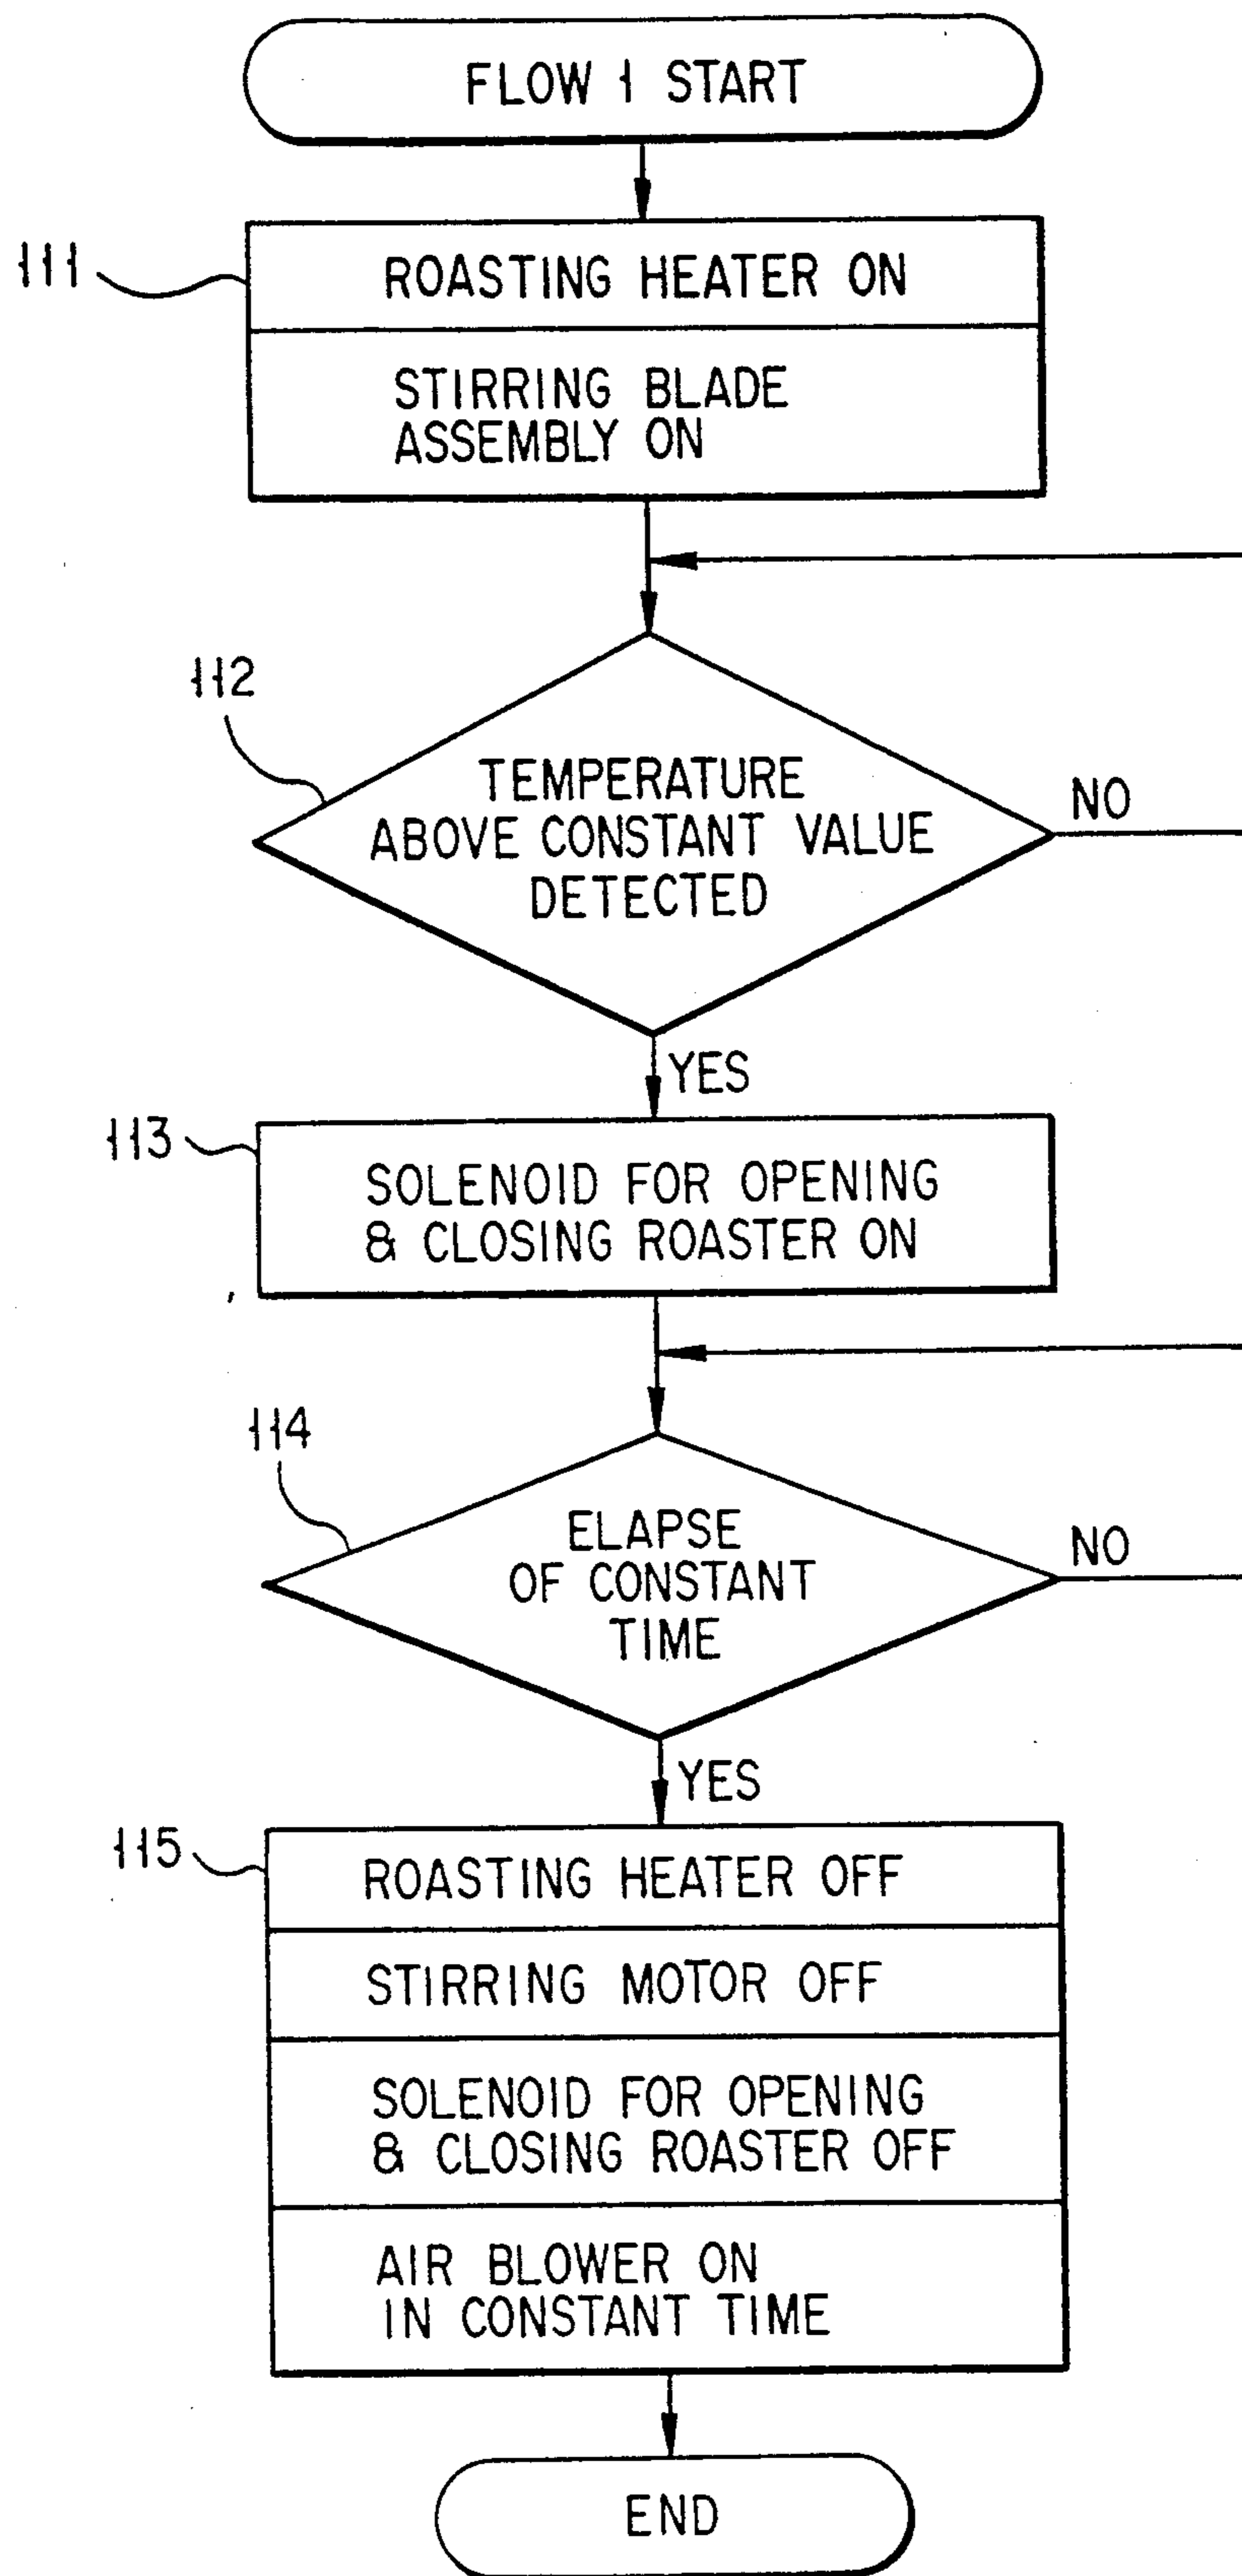 FLOW 1 START
111
ROASTING HEATER ON
STIRRING BLADE
ASSEMBLY ON
112
TEMPERATURE
ABOVE CONSTANT VALUE
DETECTED
NO
YES
113
SOLENOID FOR OPENING
& CLOSING ROASTER ON
114
ELAPSE
OF CONSTANT
TIME
NO
YES
115
ROASTING HEATER OFF
STIRRING MOTOR OFF
SOLENOID FOR OPENING
& CLOSING ROASTER OFF
AIR BLOWER ON
IN CONSTANT TIME
END